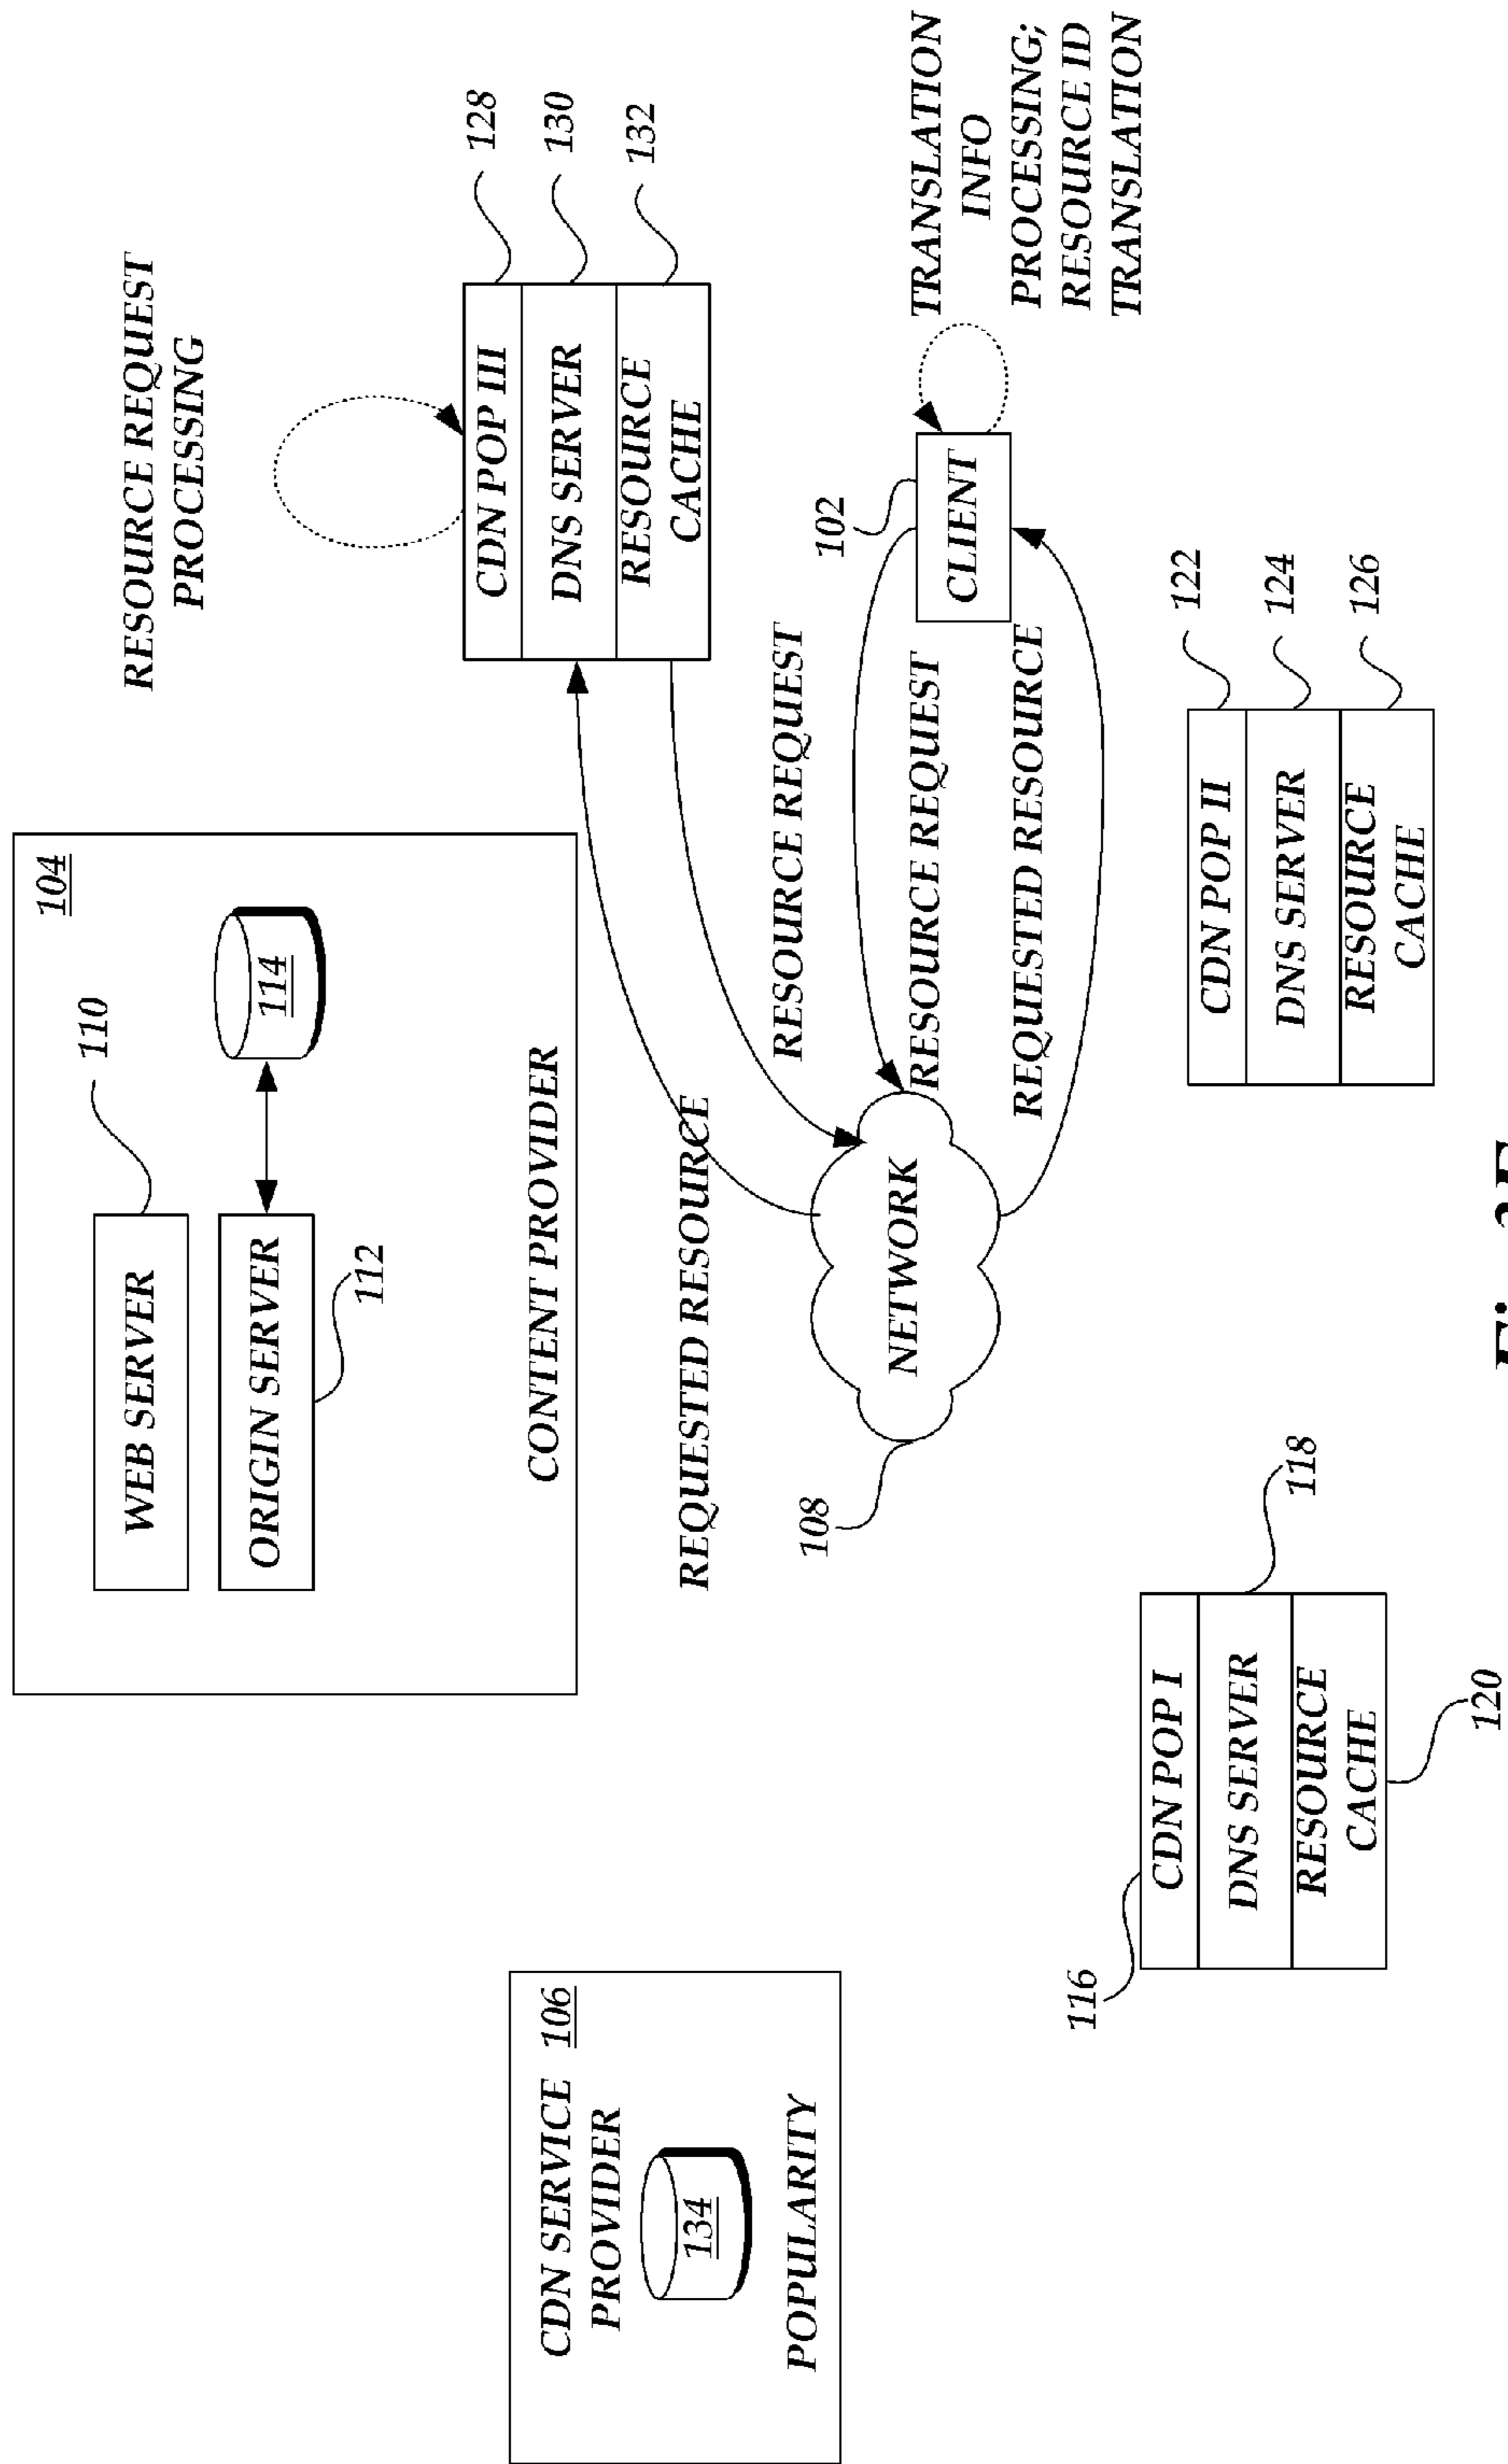 104
WEB SERVER
110
ORIGIN SERVER
112
114
CONTENT PROVIDER
RESOURCE REQUEST
PROCESSING
CDN SERVICE
PROVIDER
106
134
POPULARITY
CDN POP III
DNS SERVER
RESOURCE
CACHE
128
130
132
REQUESTED RESOURCE
RESOURCE REQUEST
108
NETWORK
RESOURCE REQUEST
REQUESTED RESOURCE
102
CLIENT
TRANSLATION
INFO
PROCESSING;
RESOURCE ID
TRANSLATION
116
CDN POP I
DNS SERVER
RESOURCE
CACHE
118
120
CDN POP II
DNS SERVER
RESOURCE
CACHE
122
124
126